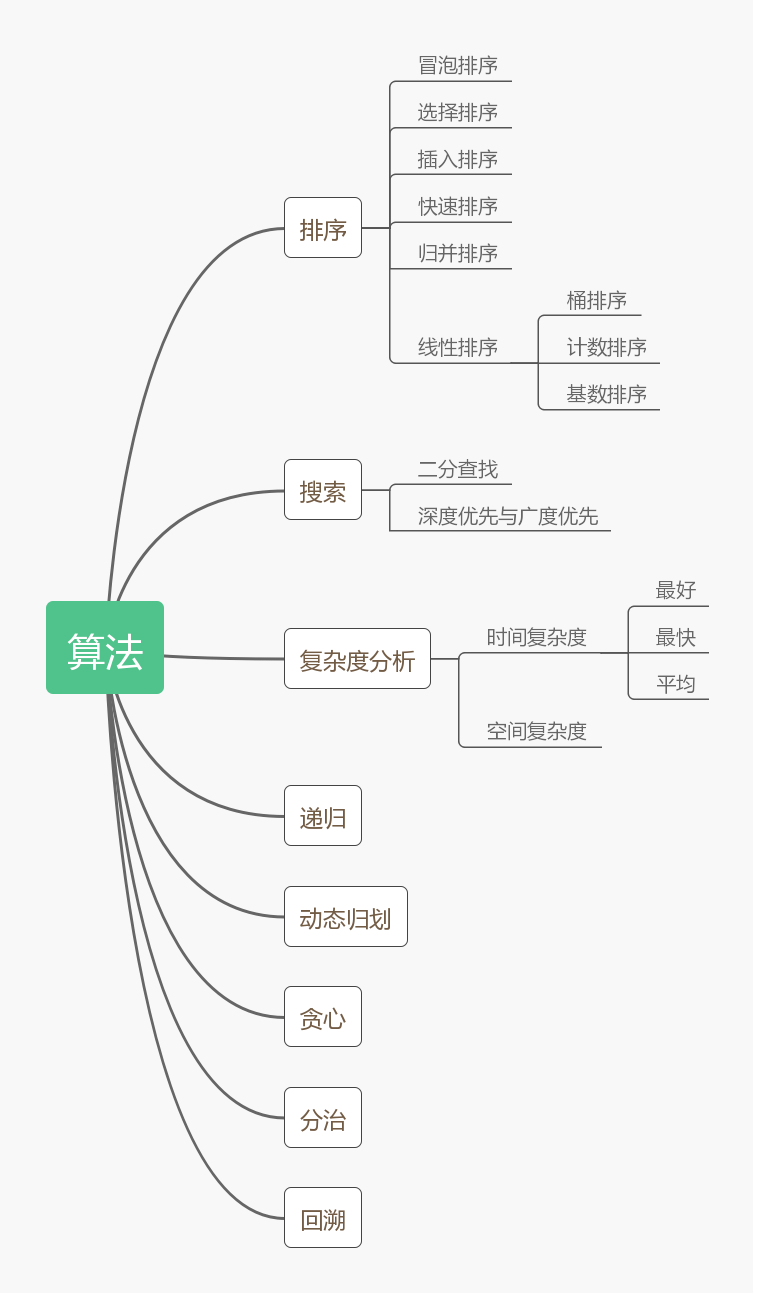 算法
排序
冒泡排序
选择排序
插入排序
快速排序
归并排序
线性排序
桶排序
计数排序
基数排序
搜索
二分查找
深度优先与广度优先
复杂度分析
时间复杂度
最好
最快
平均
空间复杂度
递归
动态归划
贪心
分治
回溯